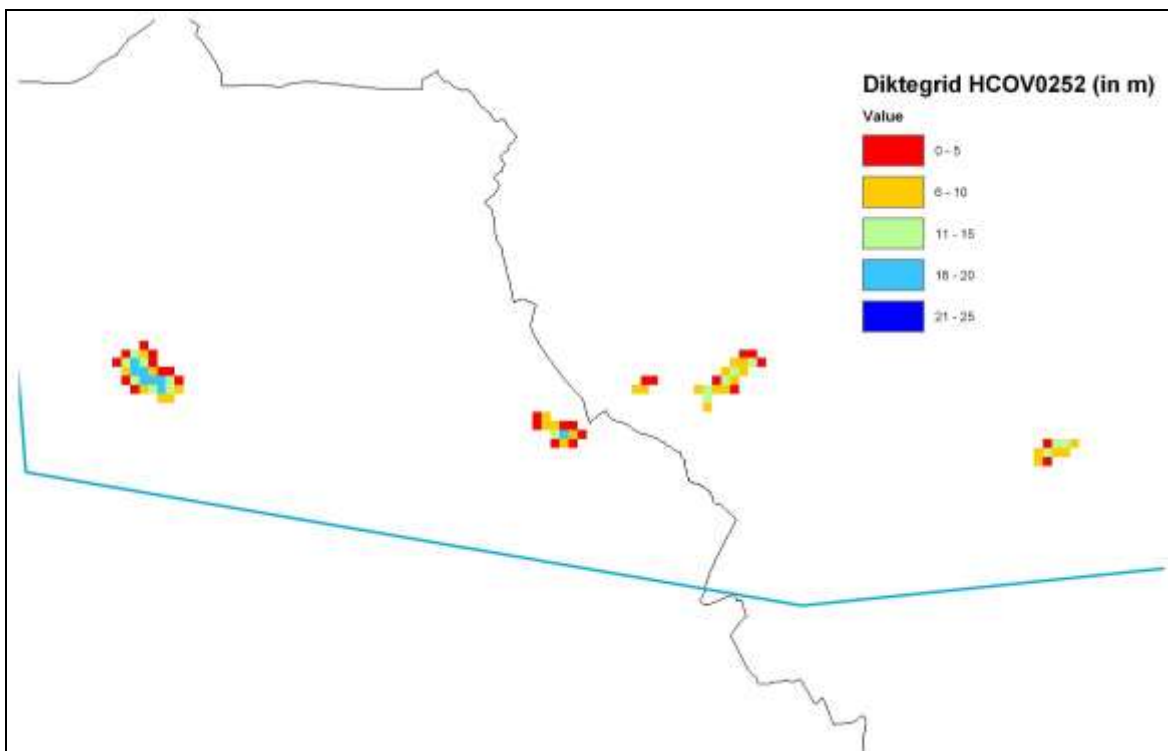 Diktegrid HCOV0252 (in m)
Value
0 - 5
6 - 10
11 - 15
16 - 20
21 - 25